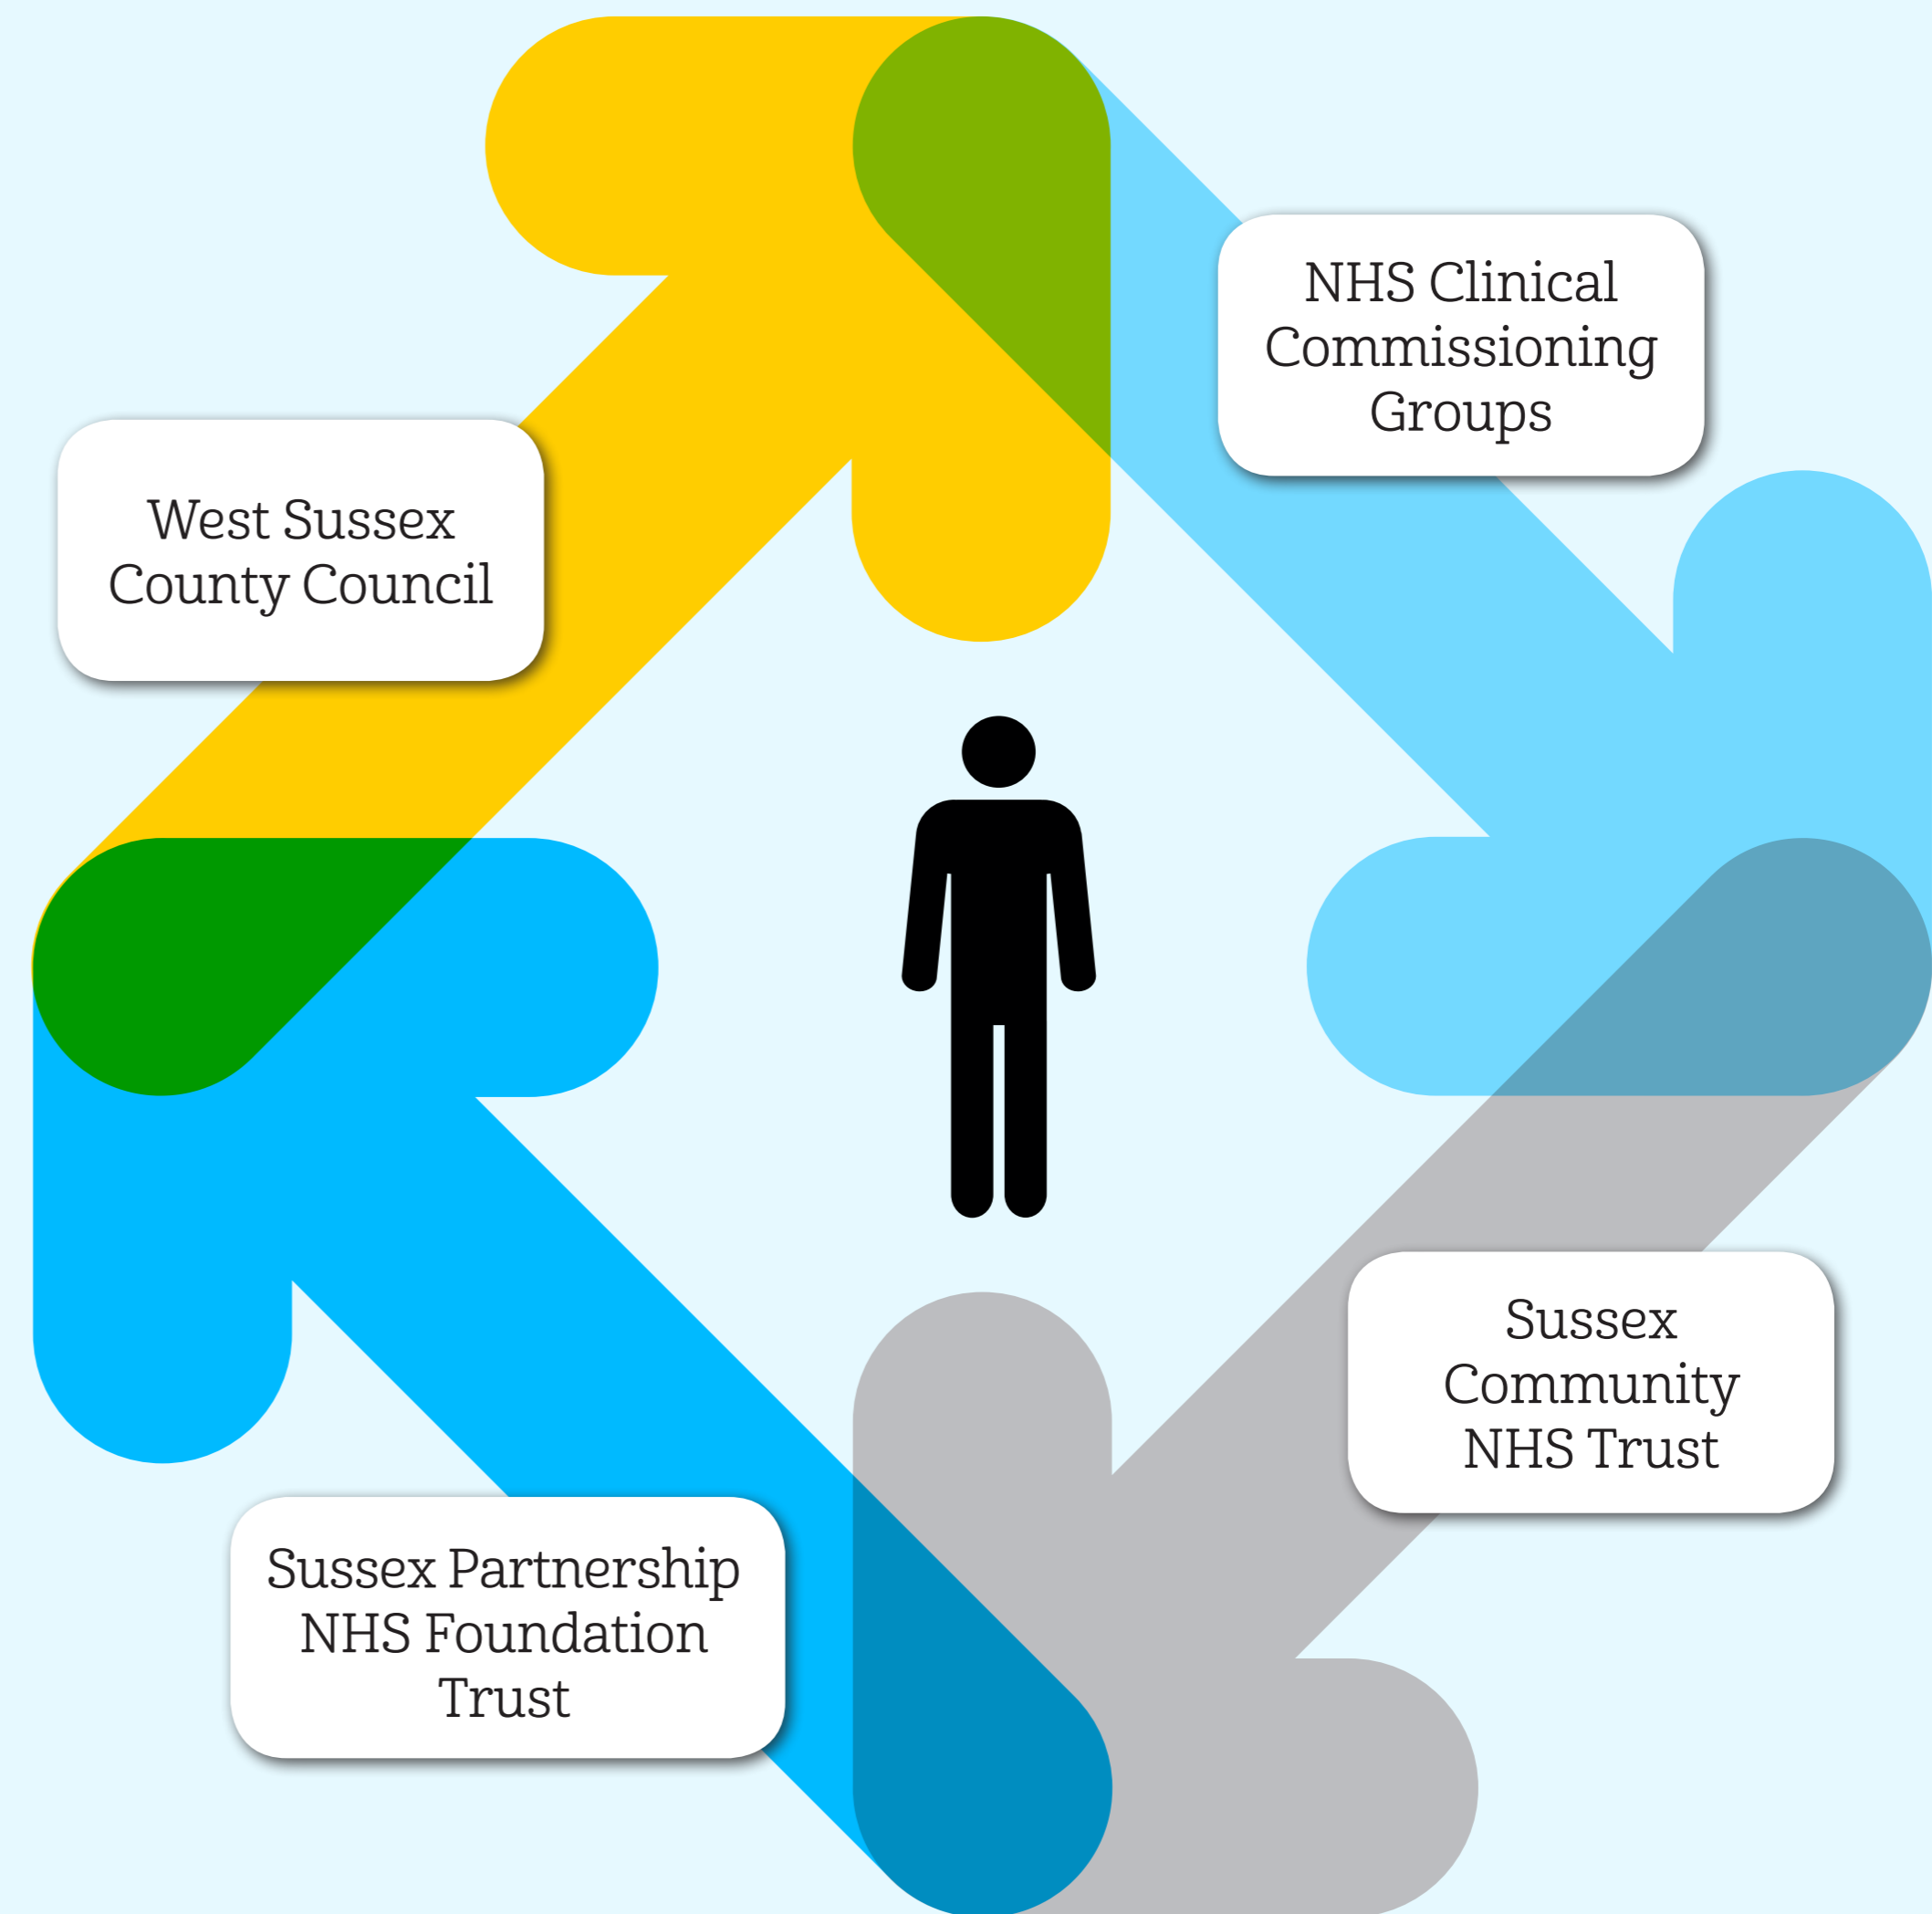 NHS Clinical
Commissioning
Groups
West Sussex
County Council
Sussex
Community
NHS Trust
Sussex Partnership
NHS Foundation
Trust